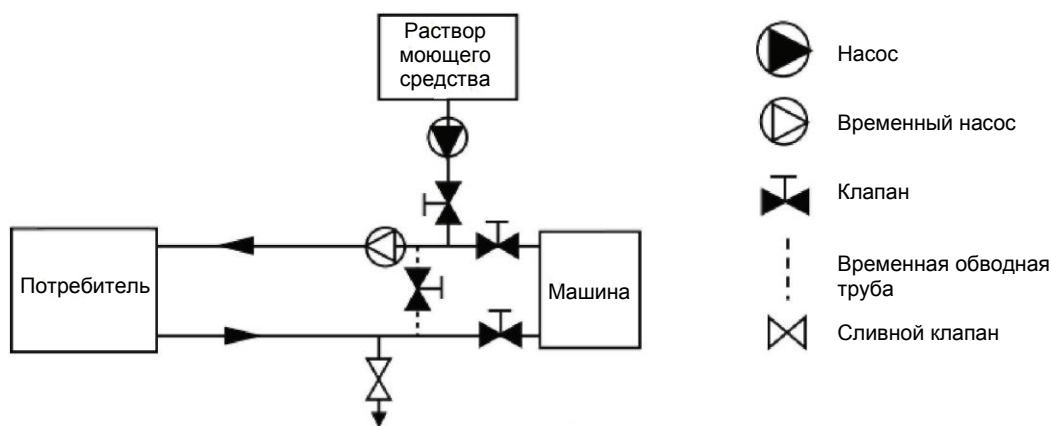 Раствор
моющего
средства
Потребитель
Машина
Насос
Временный насос
Клапан
Временная обводная
труба
Сливной клапан